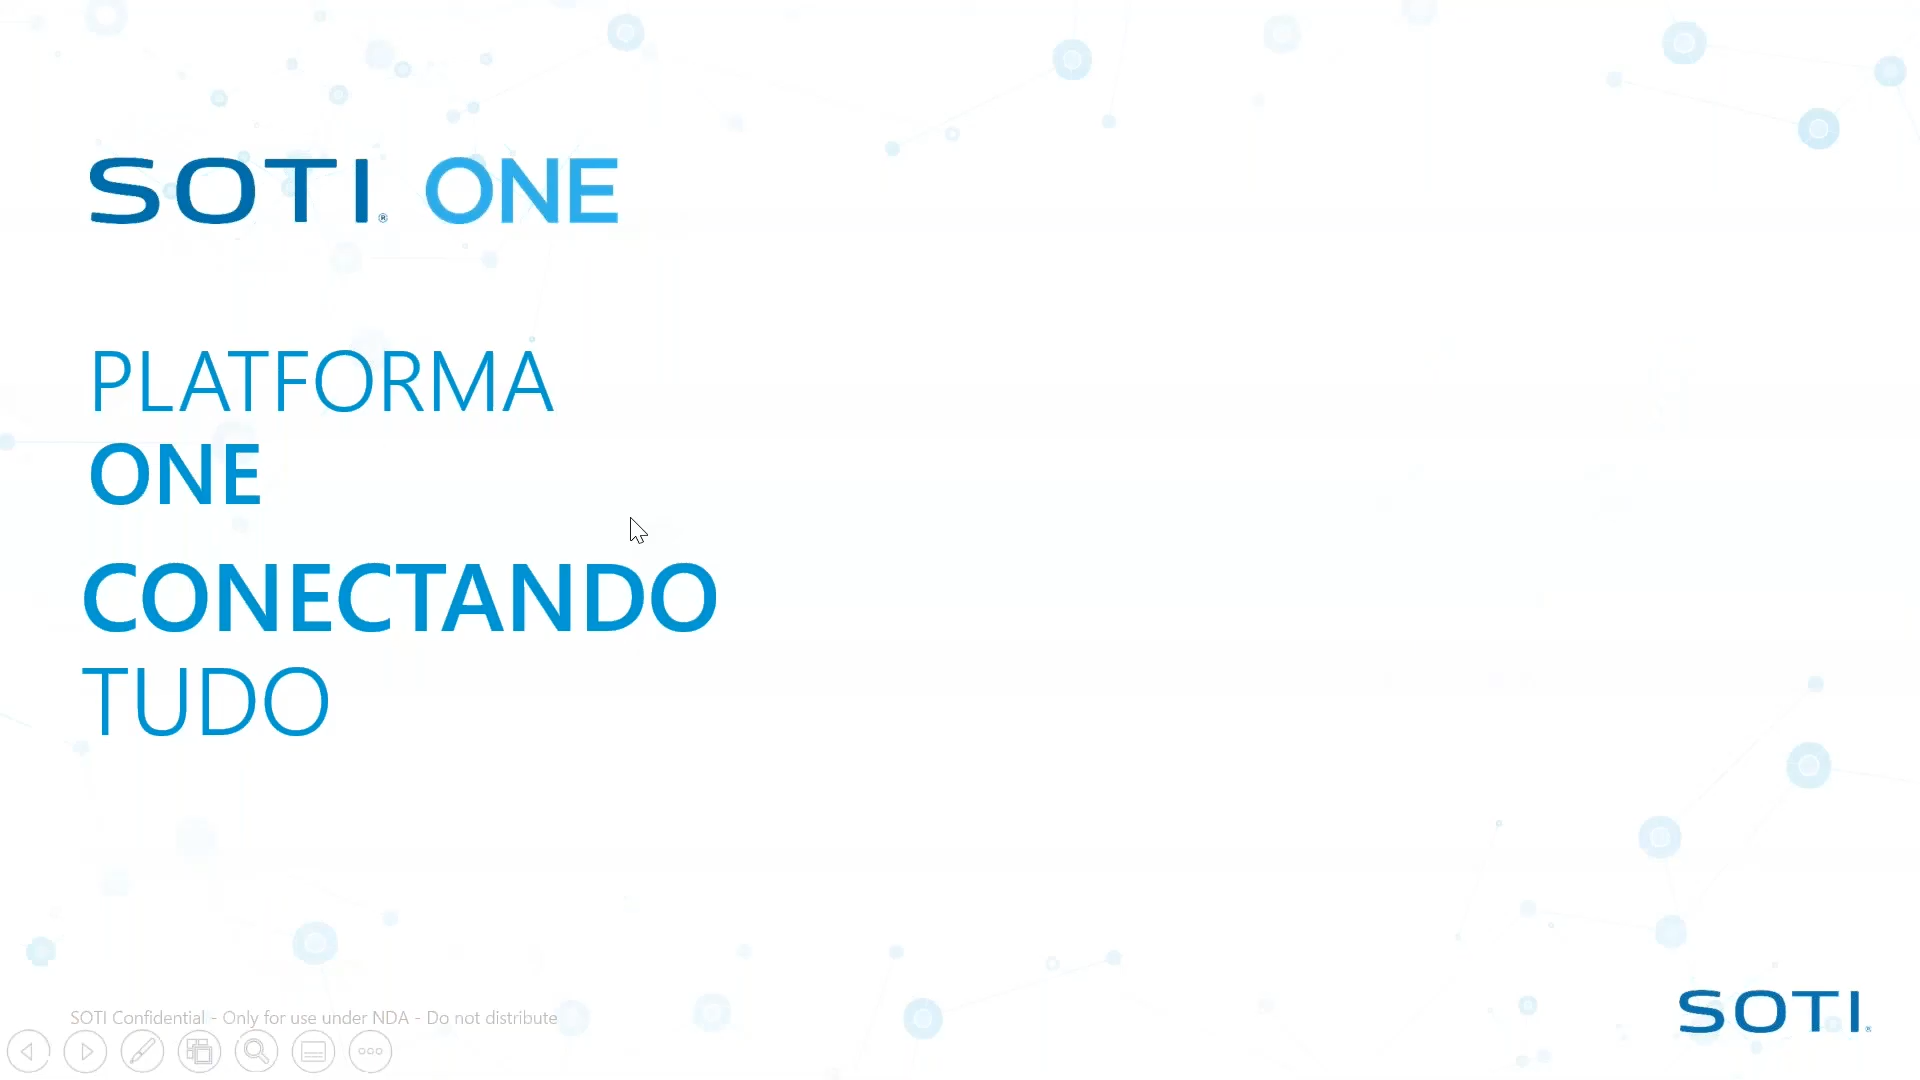 SOTI® ONE
PLATFORMA
ONE
CONECTANDO
TUDO
SOTI Confidential - Only for use under NDA - Do not distribute
SOTI®